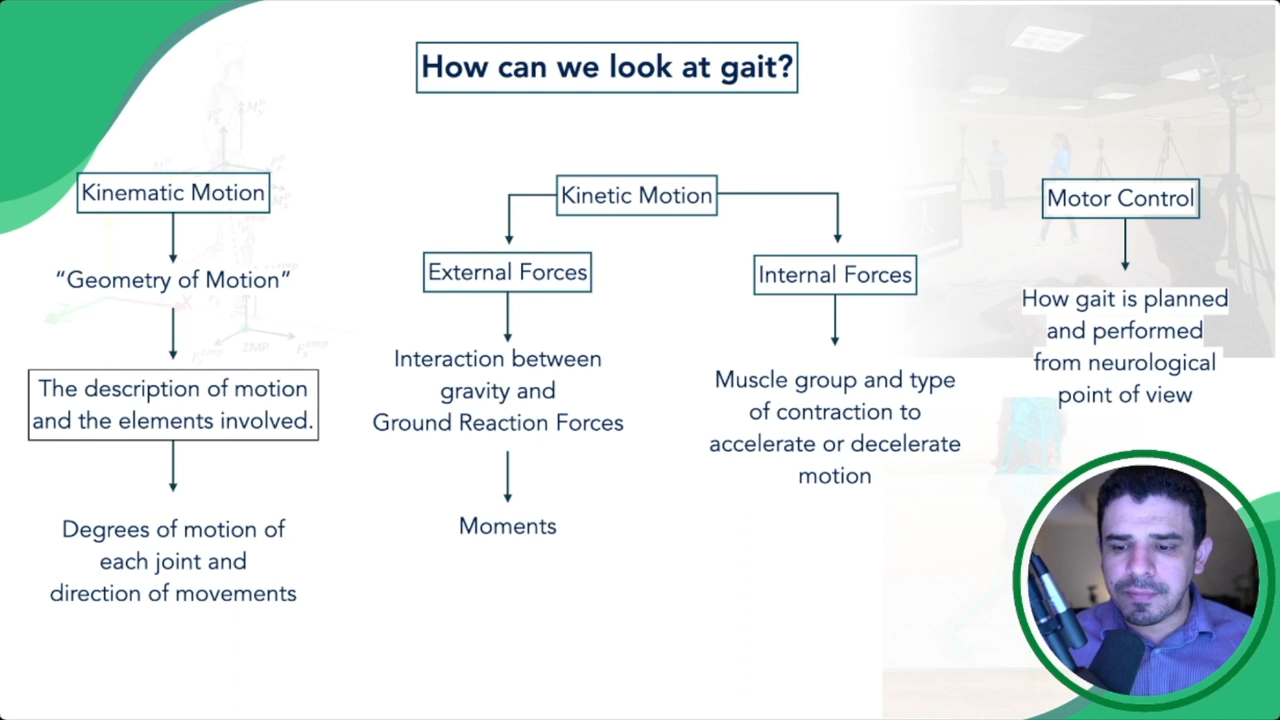 How can we look at gait?
Kinematic Motion
“Geometry of Motion”
The description of motion
and the elements involved.
Degrees of motion of
each joint and
direction of movements
Kinetic Motion
External Forces
Interaction between
gravity and
Ground Reaction Forces
Moments
Internal Forces
Muscle group and type
of contraction to
accelerate or decelerate
motion
Motor Control
How gait is planned
and performed
from neurological
point of view
ZMP